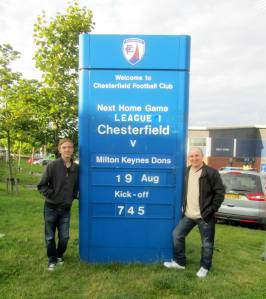 Welcome to
Chesterfield Football Club
Next Home Game
LEAGUE 1
Chesterfield
V
Milton Keynes Dons
19 Aug
Kick-off
745